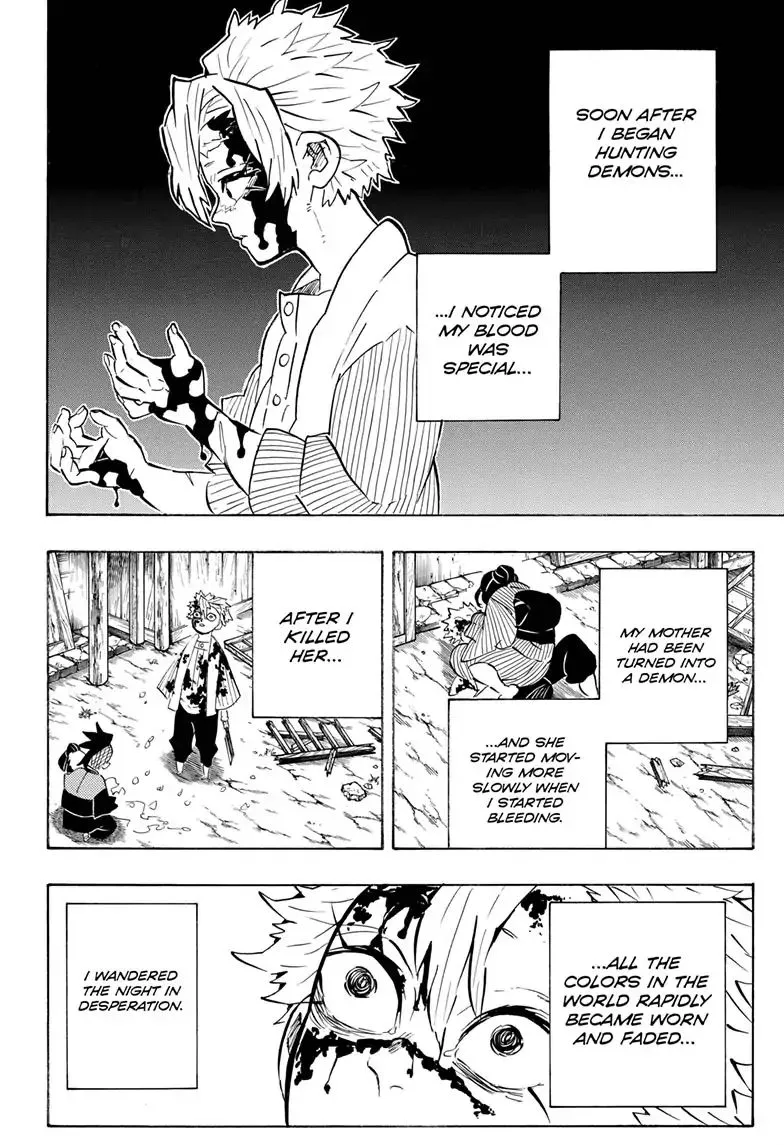 SOON AFTER
I BEGAN
HUNTING
DEMONS...
...I NOTICED
MY BLOOD
WAS
SPECIAL...
MY MOTHER
HAD BEEN
TURNED INTO
A DEMON...
...AND SHE
STARTED MOV-
ING MORE
SLOWLY WHEN
I STARTED
BLEEDING.
AFTER I
KILLED
HER...
...ALL THE
COLORS IN THE
WORLD RAPIDLY
BECAME WORN
AND FADED...
I WANDERED
THE NIGHT IN
DESPERATION.